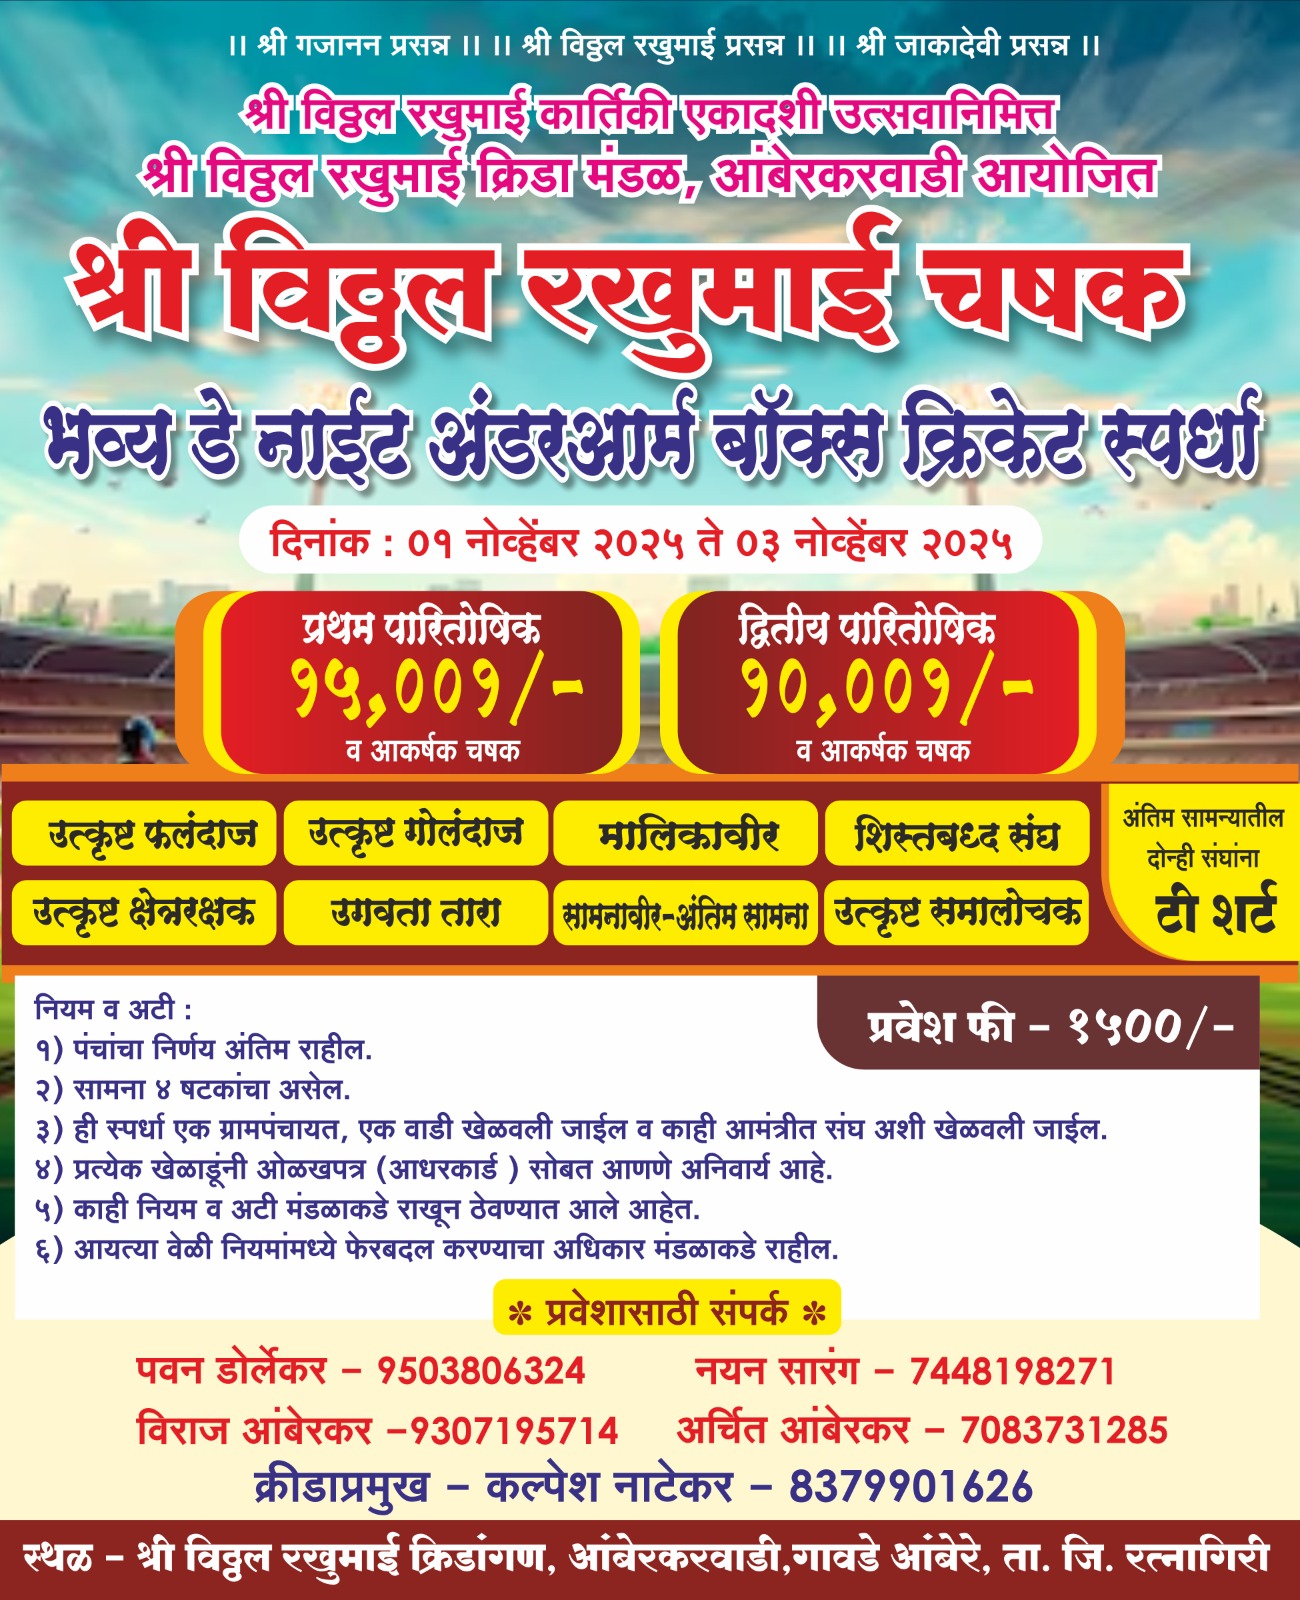 ।। श्री गजानन प्रसन्न ।। ।। श्री विठ्ठल रखुमाई प्रसन्न ।। ।। श्री जाकादेवी प्रसन्न ।।
श्री विठ्ठल रखुमाई कार्तिकी एकादशी उत्सवानिमित्त
श्री विठ्ठल रखुमाई क्रिडा मंडळ, आंबेरकरवाडी आयोजित
श्री विठ्ठल रखुमाई चषक
भव्य डे नाईट अंडरआर्म बॉक्स क्रिकेट स्पर्धा
दिनांक : ०१ नोव्हेंबर २०२५ ते ०३ नोव्हेंबर २०२५
प्रथम पारितोषिक
१५,००१/-
व आकर्षक चषक
द्वितीय पारितोषिक
१०,००१/-
व आकर्षक चषक
उत्कृष्ट फलंदाज
उत्कृष्ट गोलंदाज
मालिकावीर
शिस्तबध्द संघ
उत्कृष्ट क्षेत्ररक्षक
उगवता तारा
सामनावीर-अंतिम सामना
उत्कृष्ट समालोचक
अंतिम सामन्यातील
दोन्ही संघांना
टी शर्ट
प्रवेश फी – १५००/-
नियम व अटी :
१) पंचांचा निर्णय अंतिम राहील.
२) सामना ४ षटकांचा असेल.
३) ही स्पर्धा एक ग्रामपंचायत, एक वाडी खेळवली जाईल व काही आमंत्रीत संघ अशी खेळवली जाईल.
४) प्रत्येक खेळाडूंनी ओळखपत्र (आधरकार्ड ) सोबत आणणे अनिवार्य आहे.
५) काही नियम व अटी मंडळाकडे राखून ठेवण्यात आले आहेत.
६) आयत्या वेळी नियमांमध्ये फेरबदल करण्याचा अधिकार मंडळाकडे राहील.
* प्रवेशासाठी संपर्क *
पवन डोर्लेकर – 9503806324
नयन सारंग – 7448198271
विराज आंबेरकर –9307195714
अर्चित आंबेरकर – 7083731285
क्रीडाप्रमुख – कल्पेश नाटेकर – 8379901626
स्थळ – श्री विठ्ठल रखुमाई क्रिडांगण, आंबेरकरवाडी,गावडे आंबेरे, ता. जि. रत्नागिरी